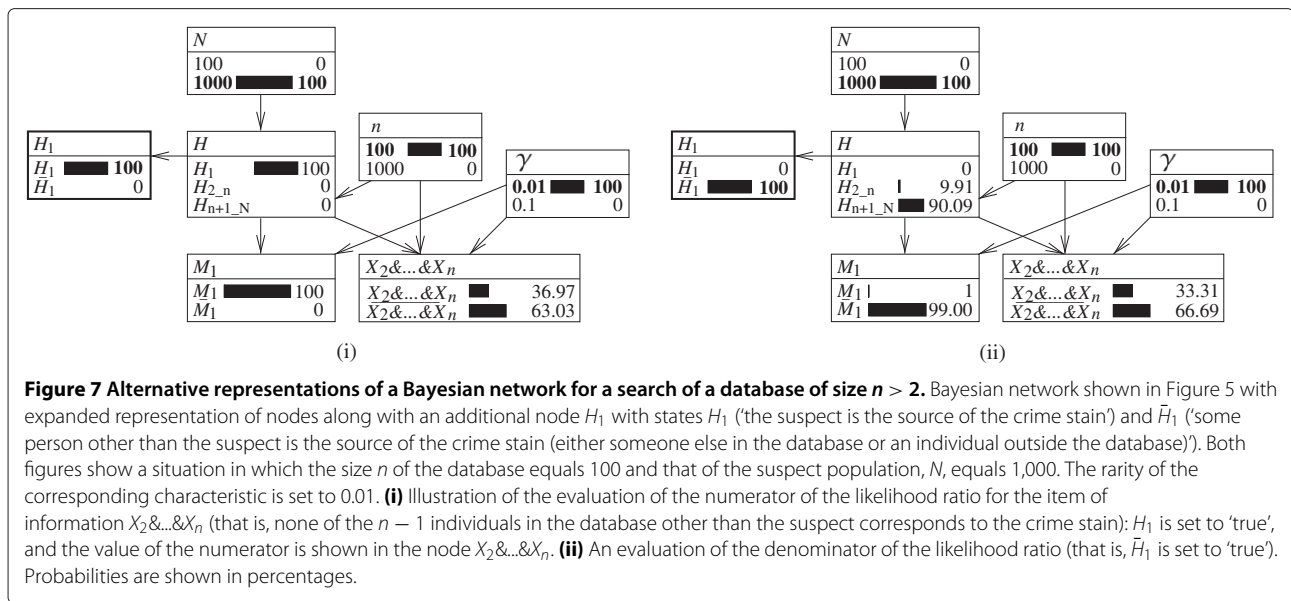 N
100 0
1000 100
H₁
H₁ 100
H̄₁ 0
H
H₁ 100
H₂_n 0
Hₙ₊₁_N 0
n
100 100
1000 0
γ
0.01 100
0.1 0
M₁
M₁ 100
M̄₁ 0
X₂&...&Xₙ
X₂&...&Xₙ 36.97
X̅₂&...&Xₙ 63.03
(i)
N
100 0
1000 100
H₁
H₁ 0
H̄₁ 100
H
H₁ 0
H₂_n 9.91
Hₙ₊₁_N 90.09
n
100 100
1000 0
γ
0.01 100
0.1 0
M₁
M₁ 1
M̄₁ 99.00
X₂&...&Xₙ
X₂&...&Xₙ 33.31
X̅₂&...&Xₙ 66.69
(ii)
Figure 7 Alternative representations of a Bayesian network for a search of a database of size n > 2. Bayesian network shown in Figure 5 with
expanded representation of nodes along with an additional node H₁ with states H₁ (‘the suspect is the source of the crime stain’) and H̄₁ (‘some
person other than the suspect is the source of the crime stain (either someone else in the database or an individual outside the database)’). Both
figures show a situation in which the size n of the database equals 100 and that of the suspect population, N, equals 1,000. The rarity of the
corresponding characteristic is set to 0.01. (i) Illustration of the evaluation of the numerator of the likelihood ratio for the item of
information X₂&...&Xₙ (that is, none of the n − 1 individuals in the database other than the suspect corresponds to the crime stain): H₁ is set to ‘true’,
and the value of the numerator is shown in the node X₂&...&Xₙ. (ii) An evaluation of the denominator of the likelihood ratio (that is, H̄₁ is set to ‘true’).
Probabilities are shown in percentages.